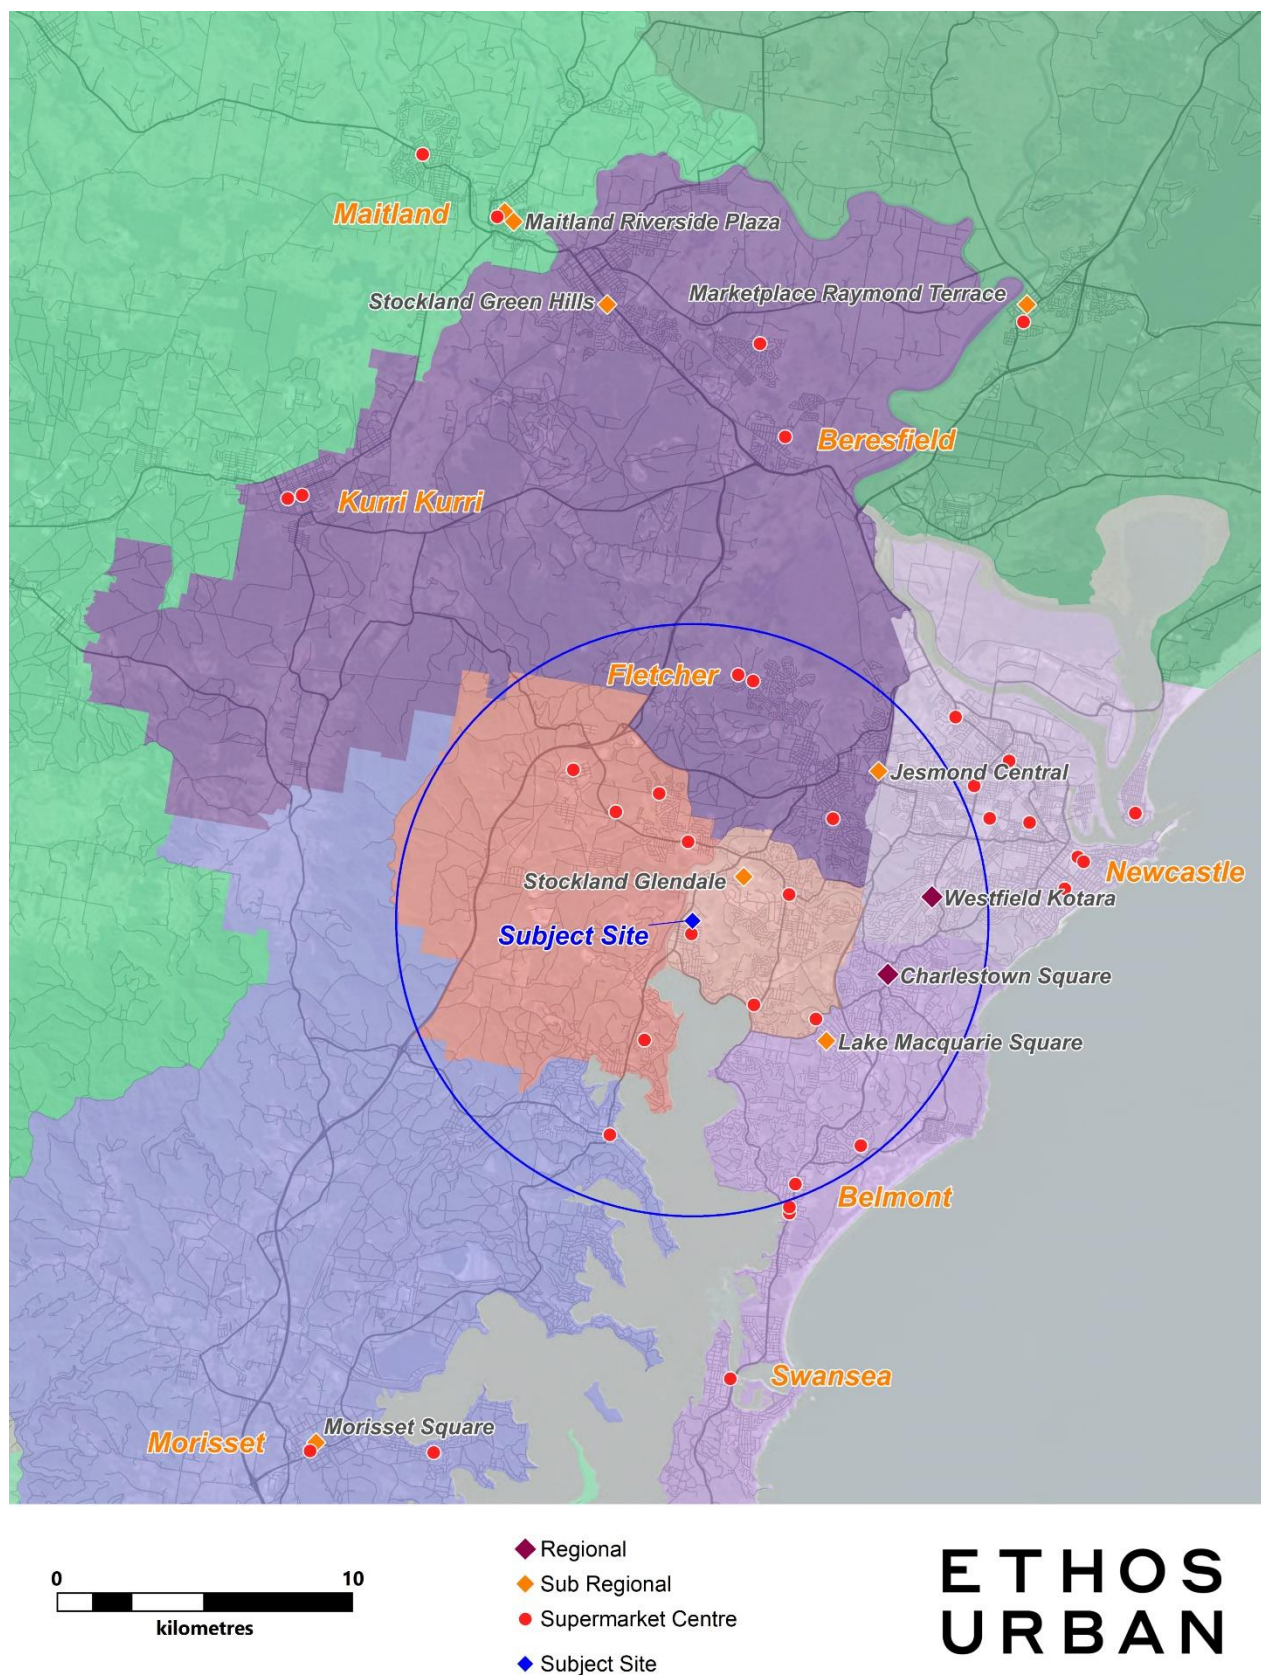 Maitland
Maitland Riverside Plaza
Stockland Green Hills
Marketplace Raymond Terrace
Beresfield
Kurri Kurri
Fletcher
Jesmond Central
Stockland Glendale
Newcastle
Westfield Kotara
Subject Site
Charlestown Square
Lake Macquarie Square
Belmont
Swansea
Morisset Square
Morisset
0 10
kilometres
Regional
Sub Regional
Supermarket Centre
Subject Site
ETHOS
URBAN